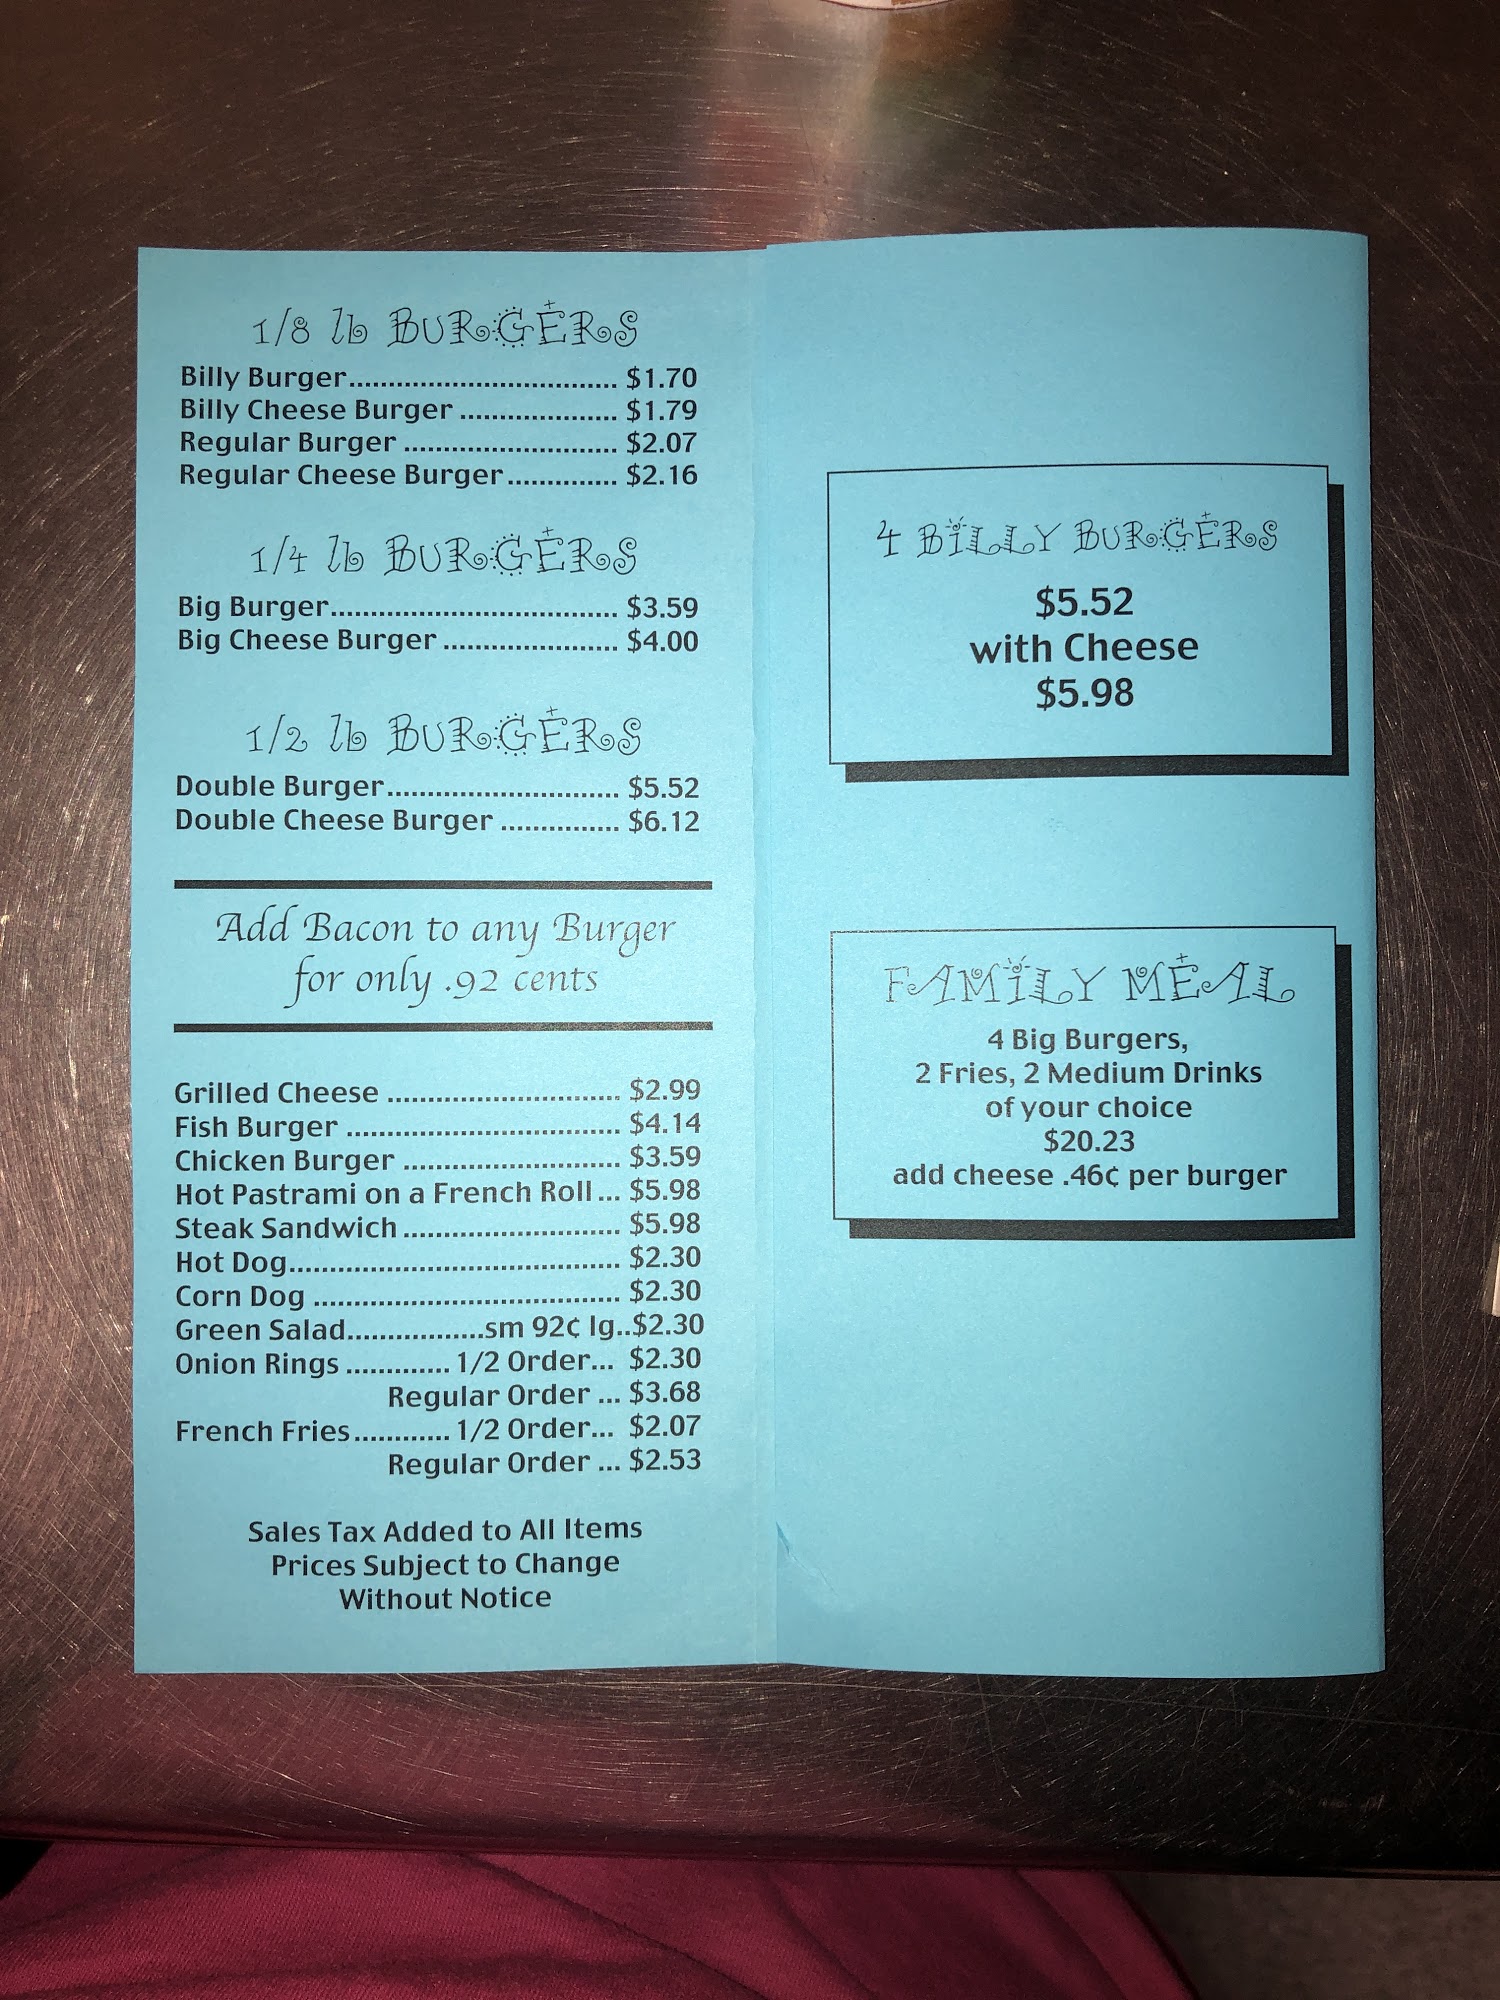 1/8 lb BURGERS
Billy Burger.................................. $1.70
Billy Cheese Burger .................... $1.79
Regular Burger ........................... $2.07
Regular Cheese Burger.............. $2.16
1/4 lb BURGERS
Big Burger.................................... $3.59
Big Cheese Burger ...................... $4.00
1/2 lb BURGERS
Double Burger............................. $5.52
Double Cheese Burger ............... $6.12
Add Bacon to any Burger
for only .92 cents
Grilled Cheese ............................. $2.99
Fish Burger .................................. $4.14
Chicken Burger ........................... $3.59
Hot Pastrami on a French Roll ... $5.98
Steak Sandwich ........................... $5.98
Hot Dog.......................................... $2.30
Corn Dog ...................................... $2.30
Green Salad.................sm 92¢ lg..$2.30
Onion Rings ............. 1/2 Order... $2.30
Regular Order ... $3.68
French Fries............ 1/2 Order... $2.07
Regular Order ... $2.53
Sales Tax Added to All Items
Prices Subject to Change
Without Notice
4 BILLY BURGERS
$5.52
with Cheese
$5.98
FAMILY MEAL
4 Big Burgers,
2 Fries, 2 Medium Drinks
of your choice
$20.23
add cheese .46¢ per burger